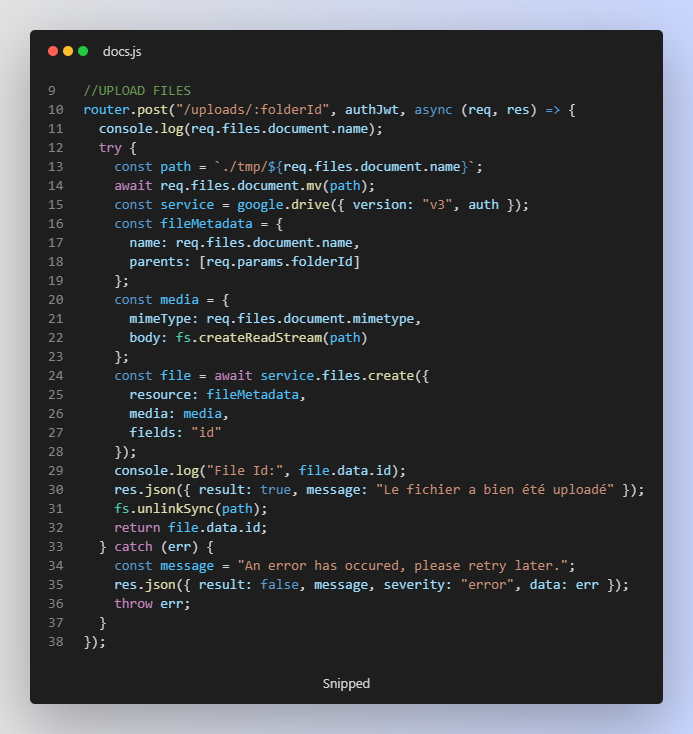 docs.js
9 //UPLOAD FILES
10 router.post("/uploads/:folderId", authJwt, async (req, res) => {
11   console.log(req.files.document.name);
12   try {
13     const path = `./tmp/${req.files.document.name}`;
14     await req.files.document.mv(path);
15     const service = google.drive({ version: "v3", auth });
16     const fileMetadata = {
17       name: req.files.document.name,
18       parents: [req.params.folderId]
19     };
20     const media = {
21       mimeType: req.files.document.mimetype,
22       body: fs.createReadStream(path)
23     };
24     const file = await service.files.create({
25       resource: fileMetadata,
26       media: media,
27       fields: "id"
28     });
29     console.log("File Id:", file.data.id);
30     res.json({ result: true, message: "Le fichier a bien été uploadé" });
31     fs.unlinkSync(path);
32     return file.data.id;
33   } catch (err) {
34     const message = "An error has occured, please retry later.";
35     res.json({ result: false, message, severity: "error", data: err });
36     throw err;
37   }
38 });
Snipped